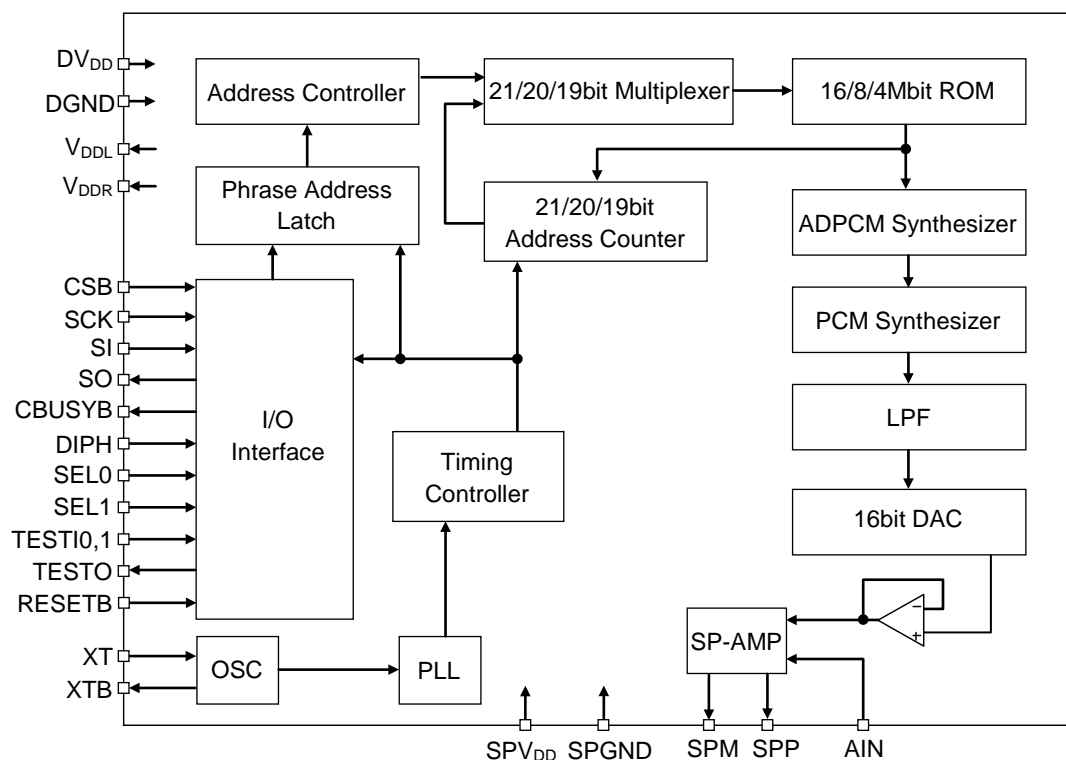 DVDD
DGND
VDDL
VDDR
CSB
SCK
SI
SO
CBUSYB
DIPH
SEL0
SEL1
TESTI0,1
TESTO
RESETB
XT
XTB
Address Controller
Phrase Address
Latch
I/O
Interface
OSC
PLL
Timing
Controller
21/20/19bit Multiplexer
21/20/19bit
Address Counter
16/8/4Mbit ROM
ADPCM Synthesizer
PCM Synthesizer
LPF
16bit DAC
−
+
SP-AMP
SPVDD
SPGND
SPM
SPP
AIN